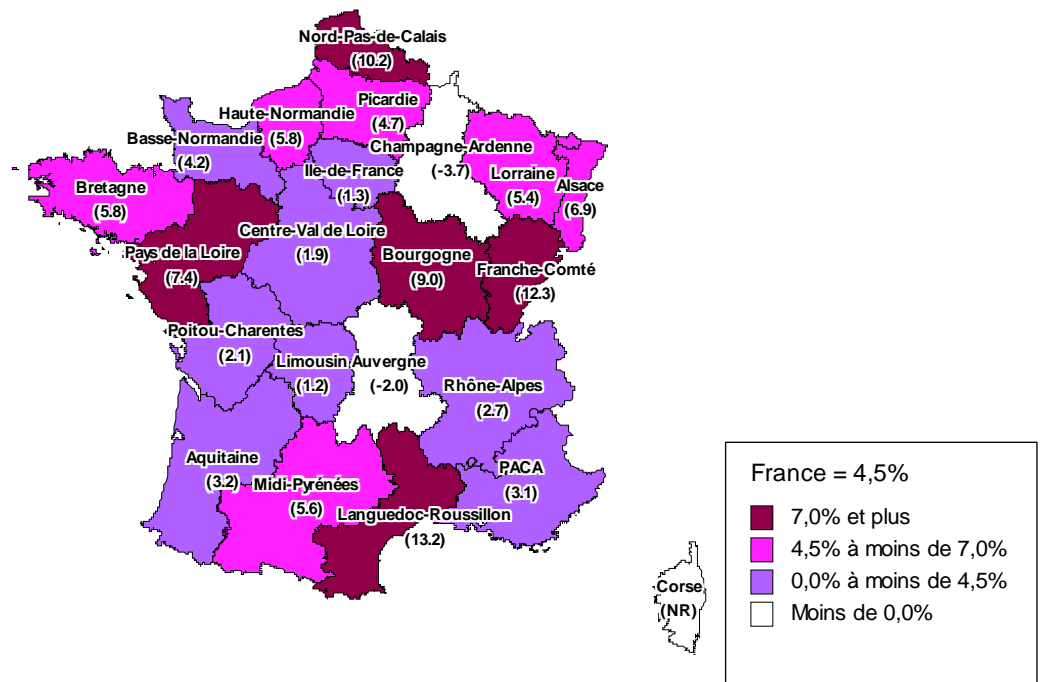 Nord-Pas-de-Calais
(10.2)
Picardie
(4.7)
Haute-Normandie
(5.8)
Basse-Normandie
(4.2)
Champagne-Ardenne
(-3.7)
Ile-de-France
(1.3)
Lorraine
(5.4)
Alsace
(6.9)
Bretagne
(5.8)
Centre-Val de Loire
(1.9)
Pays de la Loire
(7.4)
Bourgogne
(9.0)
Franche-Comté
(12.3)
Poitou-Charentes
(2.1)
Limousin
(1.2)
Auvergne
(-2.0)
Rhône-Alpes
(2.7)
Aquitaine
(3.2)
Midi-Pyrénées
(5.6)
PACA
(3.1)
Languedoc-Roussillon
(13.2)
Corse
(NR)
France = 4,5%
7,0% et plus
4,5% à moins de 7,0%
0,0% à moins de 4,5%
Moins de 0,0%